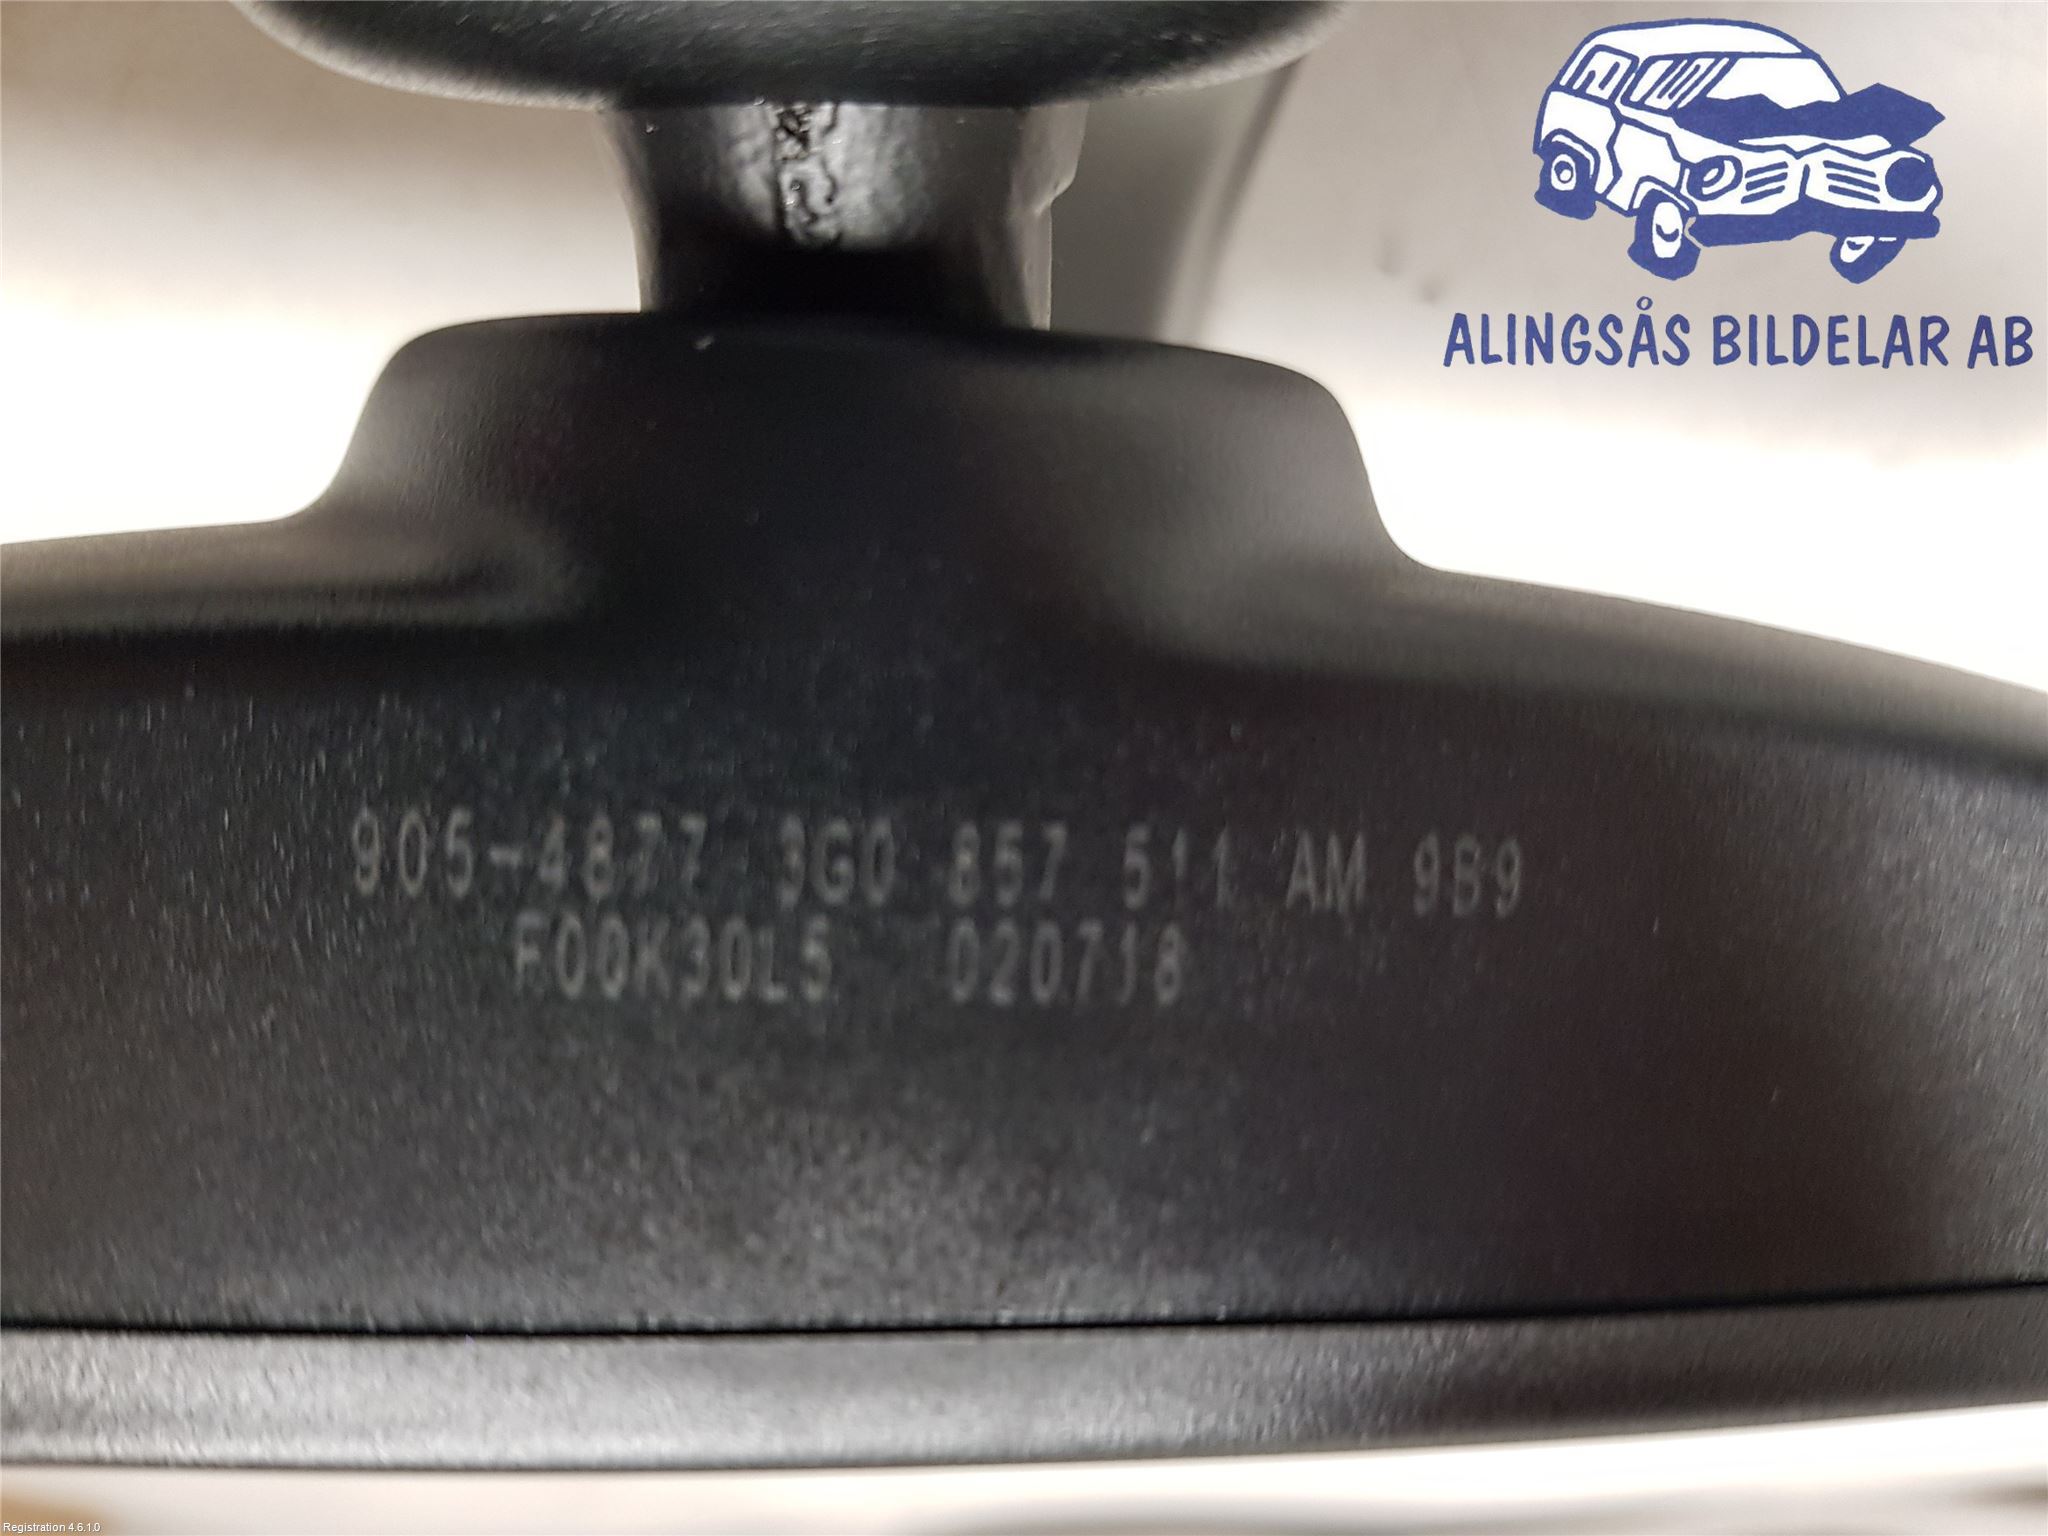 ALINGSÅS BILDELAR AB
905-4877 3G0 857 511 AM 9B9
F00K30L5 020718
Registration 4.6.1.0